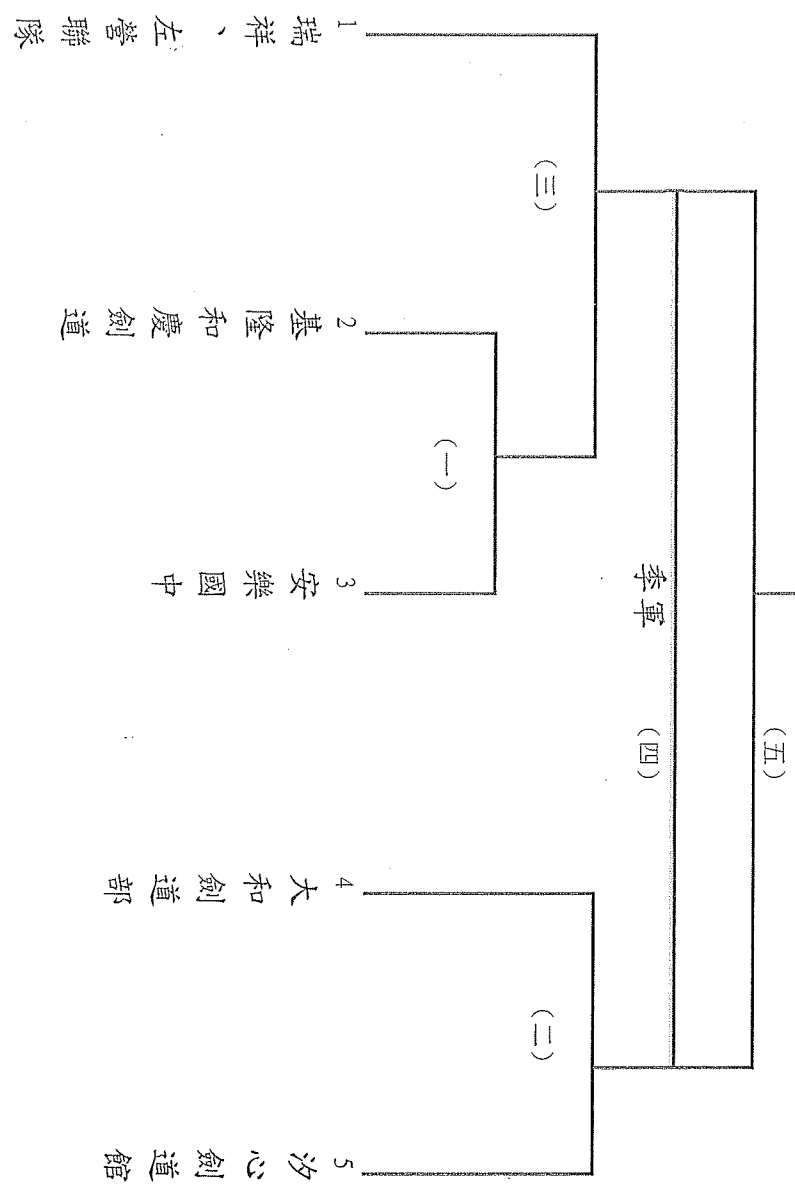 (五)
季軍 (四)
(三) (二)
(一)
1 瑞祥、左營聯隊
2 基隆和慶劍道
3 安樂國中
4 大和劍道部
5 汐心劍道館